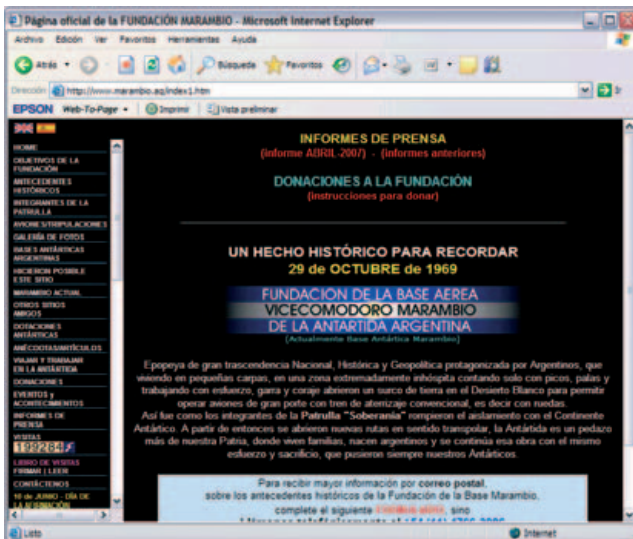 Página oficial de la FUNDACIÓN MARAMBIO - Microsoft Internet Explorer
Archivo Edición Ver Favoritos Herramientas Ayuda
Atrás Búsqueda Favoritos
Dirección http://www.marambio.aq/index1.htm Ir
EPSON Web-To-Page Imprimir Vista preliminar
HOME
OBJETIVOS DE LA
FUNDACIÓN
ANTECEDENTES
HISTÓRICOS
INTEGRANTES DE LA
PATRULLA
AVIONES/TRIPULACIONES
GALERÍA DE FOTOS
BASES ANTÁRTICAS
ARGENTINAS
HICIERON POSIBLE
ESTE SITIO
MARAMBIO ACTUAL
OTROS SITIOS
AMIGOS
DOTACIONES
ANTÁRTICAS
ANÉCDOTAS/ARTÍCULOS
VIAJAR Y TRABAJAR
EN LA ANTÁRTIDA
DONACIONES
EVENTOS y
ACONTECIMIENTOS
INFORMES DE
PRENSA
VISITAS
199284
LIBRO DE VISITAS
FIRMAR | LEER
CONTÁCTENOS
10 de JUNIO - DÍA DE
LA AFIRMACIÓN
INFORMES DE PRENSA
(informe ABRIL-2007) - (informes anteriores)
DONACIONES A LA FUNDACIÓN
(instrucciones para donar)
UN HECHO HISTÓRICO PARA RECORDAR
29 de OCTUBRE de 1969
FUNDACION DE LA BASE AEREA
VICECOMODORO MARAMBIO
DE LA ANTARTIDA ARGENTINA
(Actualmente Base Antártica Marambio)
Epopeya de gran trascendencia Nacional, Histórica y Geopolítica protagonizada por Argentinos, que
viviendo en pequeñas carpas, en una zona extremadamente inhóspita contando solo con picos, palas y
trabajando con esfuerzo, garra y coraje abrieron un surco de tierra en el Desierto Blanco para permitir
operar aviones de gran porte con tren de aterrizaje convencional, es decir con ruedas.
Así fue como los integrantes de la Patrulla "Soberanía" rompieron el aislamiento con el Continente
Antártico. A partir de entonces se abrieron nuevas rutas en sentido transpolar, la Antártida es un pedazo
más de nuestra Patria, donde viven familias, nacen argentinos y se continúa esa obra con el mismo
esfuerzo y sacrificio, que pusieron siempre nuestros Antárticos.
Para recibir mayor información por correo postal,
sobre los antecedentes históricos de la Fundación de la Base Marambio,
complete el siguiente sino
Listo Internet